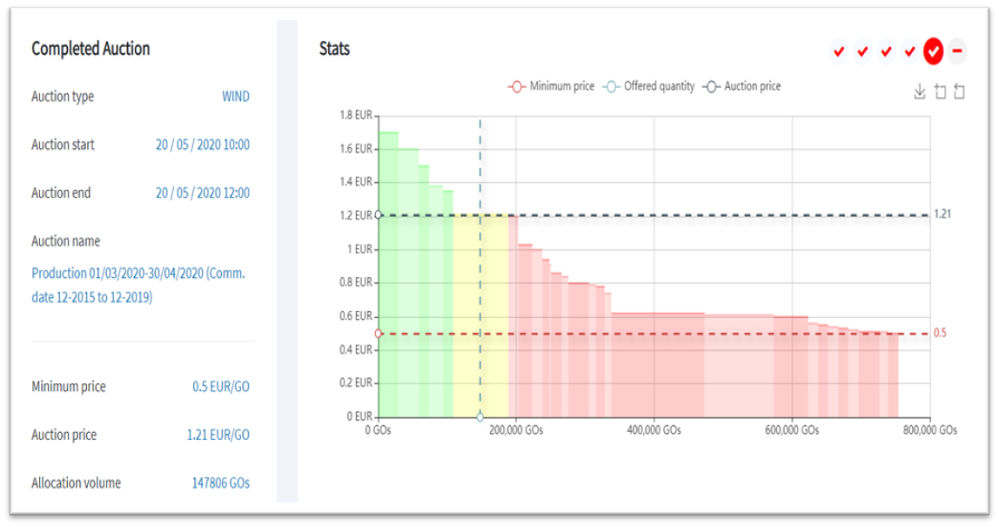 Completed Auction
Auction type WIND
Auction start 20 / 05 / 2020 10:00
Auction end 20 / 05 / 2020 12:00
Auction name
Production 01/03/2020-30/04/2020 (Comm.
date 12-2015 to 12-2019)
Minimum price 0.5 EUR/GO
Auction price 1.21 EUR/GO
Allocation volume 147806 GOs
Stats
Minimum price Offered quantity Auction price
1.8 EUR
1.6 EUR
1.4 EUR
1.2 EUR
1 EUR
0.8 EUR
0.6 EUR
0.4 EUR
0.2 EUR
0 EUR
1.21
0.5
0 GOs 200,000 GOs 400,000 GOs 600,000 GOs 800,000 GOs